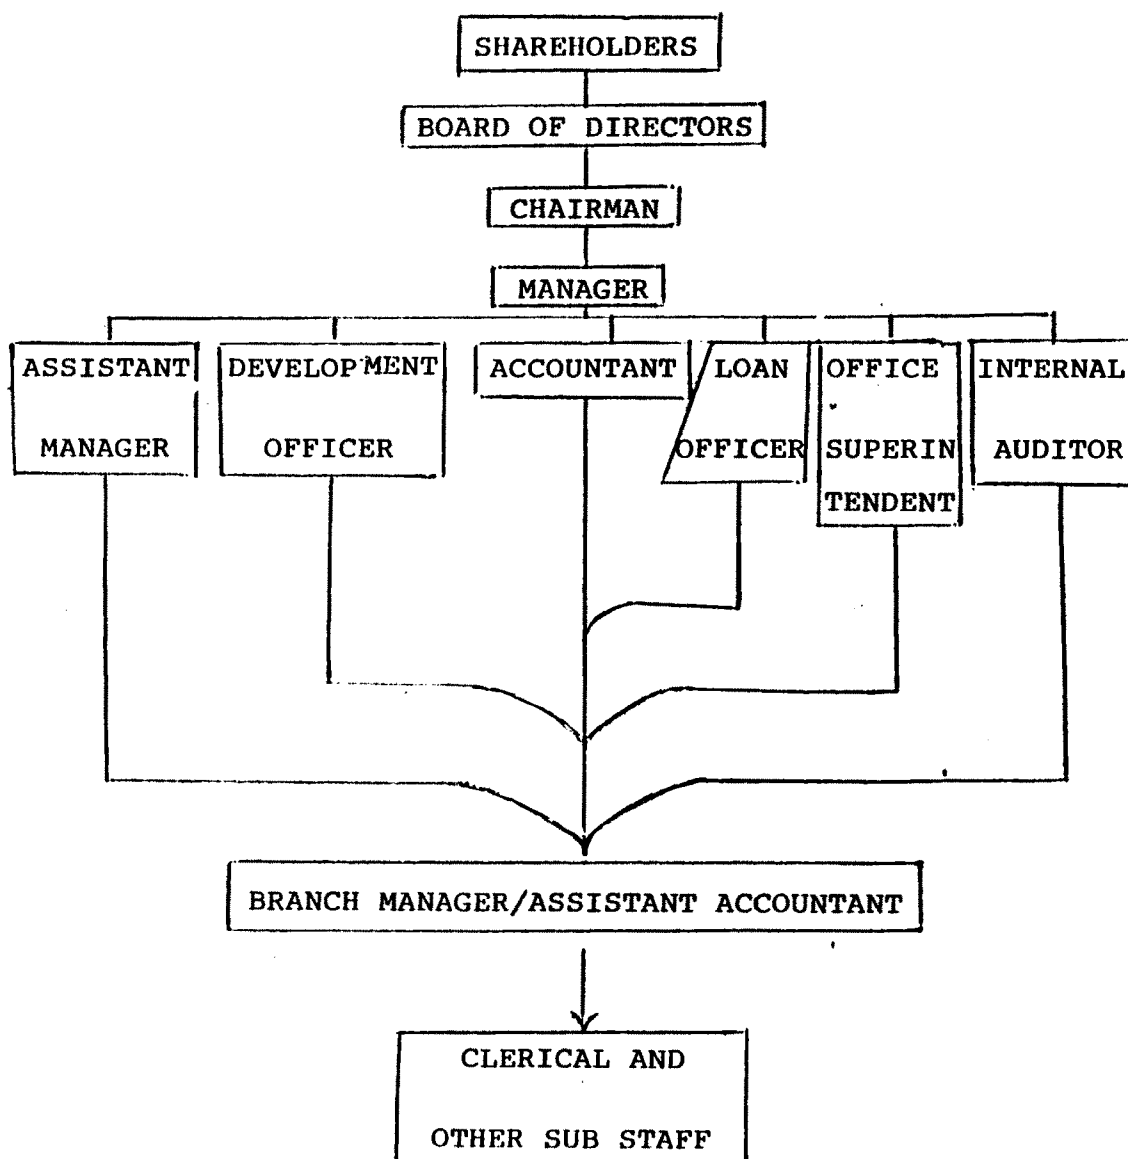 SHAREHOLDERS
BOARD OF DIRECTORS
CHAIRMAN
MANAGER
ASSISTANT
MANAGER
DEVELOPMENT
OFFICER
ACCOUNTANT
LOAN
OFFICER
OFFICE
SUPERIN
TENDENT
INTERNAL
AUDITOR
BRANCH MANAGER/ASSISTANT ACCOUNTANT
CLERICAL AND
OTHER SUB STAFF